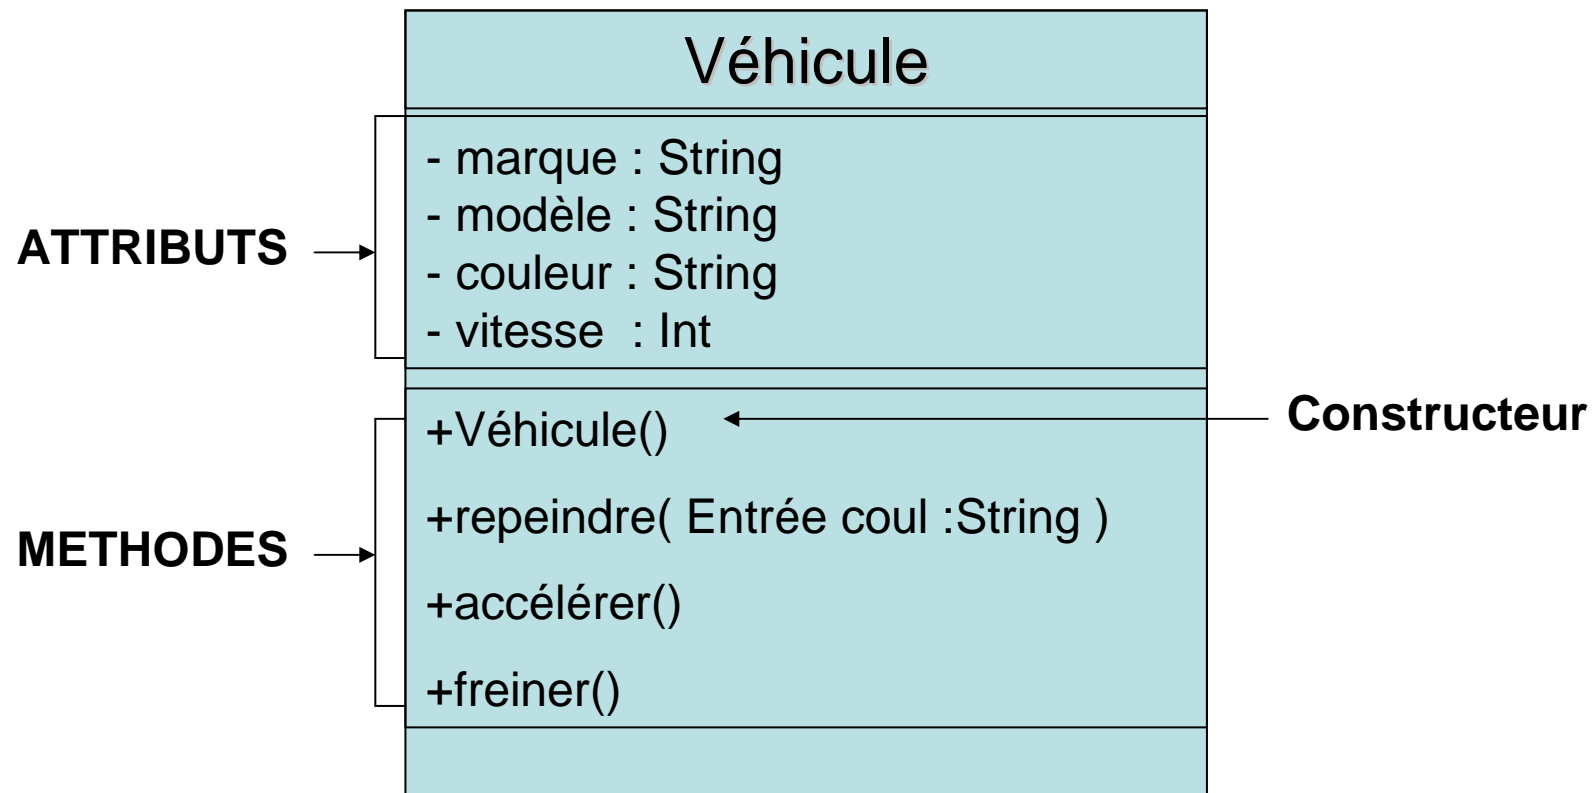 Véhicule
ATTRIBUTS
- marque : String
- modèle : String
- couleur : String
- vitesse  : Int
METHODES
+Véhicule()
Constructeur
+repeindre( Entrée coul :String )
+accélérer()
+freiner()